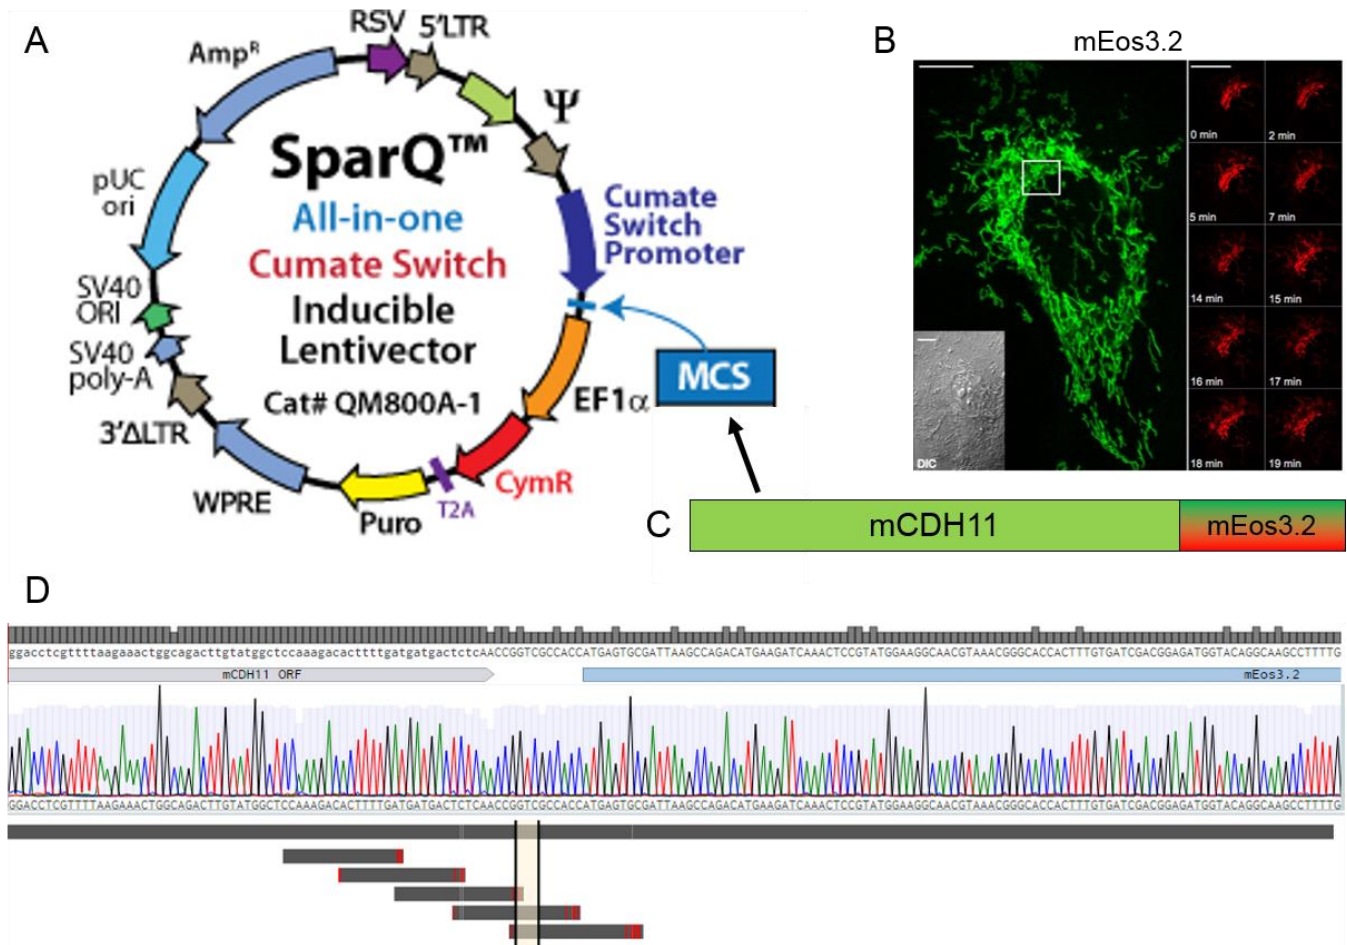 A
RSV
5'LTR
Amp^R
Ψ
SparQ™
All-in-one
Cumate Switch
Inducible
Lentivector
Cat# QM800A-1
pUC
ori
Cumate
Switch
Promoter
SV40
ORI
SV40
poly-A
MCS
EF1α
3'ΔLTR
CymR
WPRE
T2A
Puro
B
mEos3.2
0 min
2 min
5 min
7 min
14 min
15 min
16 min
17 min
DIC
18 min
19 min
C
mCDH11
mEos3.2
D
ggacctcgttttaagaaactggcagacttgtatggctccaaagacacttttgatgatgactctcAACCGGTCGCCACCATGAGTGCGATTAAGCCAGACATGAAGATCAAACTCCGTATGGAAGGCAACGTAAACGGGCACCACTTTGTGATCGACGGAGATGGTACAGGCAAGCCTTTTG
mCDH11 ORF
mEos3.2
GGACCTCGTTTTAAGAAACTGGCAGACTTGTATGGCTCCAAAGACACTTTTGATGATGACTCTCAACCGGTCGCCACCATGAGTGCGATTAAGCCAGACATGAAGATCAAACTCCGTATGGAAGGCAACGTAAACGGGCACCACTTTGTGATCGACGGAGATGGTACAGGCAAGCCTTTTG